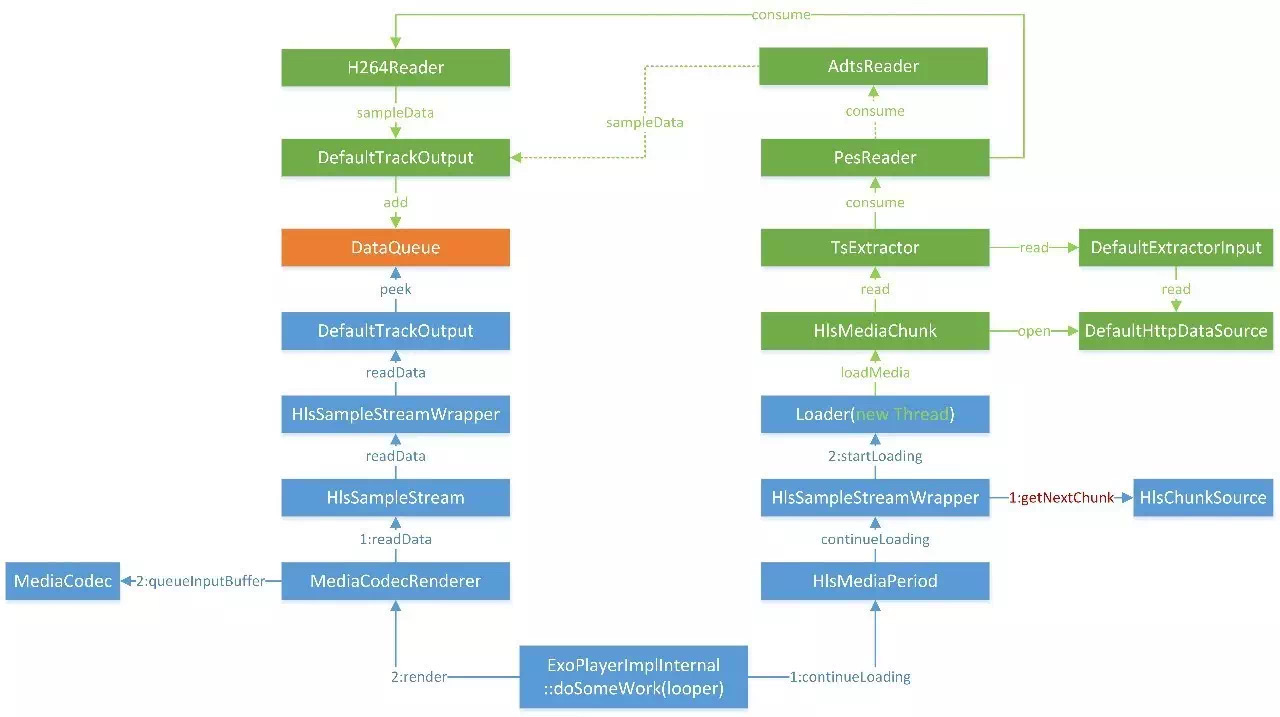 consume
H264Reader
AdtsReader
sampleData
consume
sampleData
DefaultTrackOutput
PesReader
add
consume
DataQueue
TsExtractor
read
DefaultExtractorInput
peek
read
read
DefaultTrackOutput
HlsMediaChunk
open
DefaultHttpDataSource
readData
loadMedia
HlsSampleStreamWrapper
Loader(new Thread)
readData
2:startLoading
HlsSampleStream
HlsSampleStreamWrapper
1:getNextChunk
HlsChunkSource
1:readData
continueLoading
MediaCodec
2:queueInputBuffer
MediaCodecRenderer
HlsMediaPeriod
ExoPlayerImplInternal
::doSomeWork(looper)
2:render
1:continueLoading